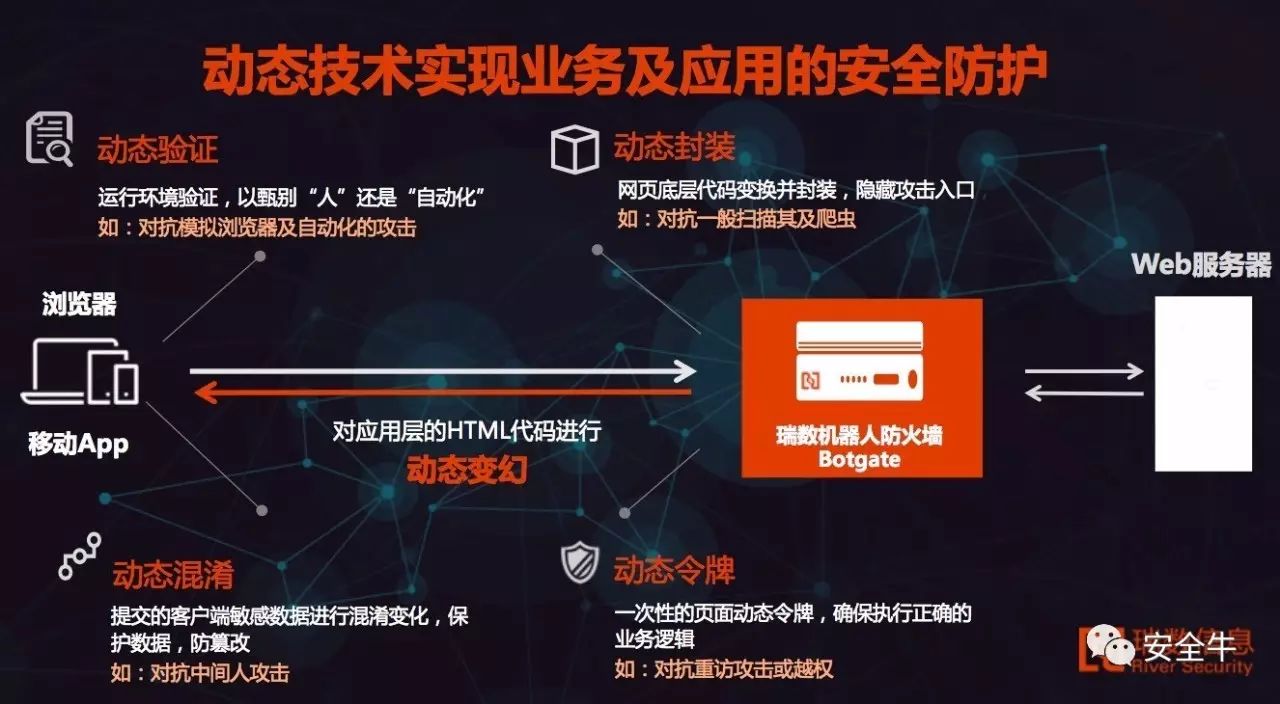 动态技术实现业务及应用的安全防护
动态验证
运行环境验证，以甄别“人”还是“自动化”
如：对抗模拟浏览器及自动化的攻击
动态封装
网页底层代码变换并封装，隐藏攻击入口
如：对抗一般扫描其及爬虫
浏览器
移动App
对应用层的HTML代码进行
动态变幻
瑞数机器人防火墙
Botgate
Web服务器
动态混淆
提交的客户端敏感数据进行混淆变化，保
护数据，防篡改
如：对抗中间人攻击
动态令牌
一次性的页面动态令牌，确保执行正确的
业务逻辑
如：对抗重访攻击或越权
瑞数信息
River Security
安全牛